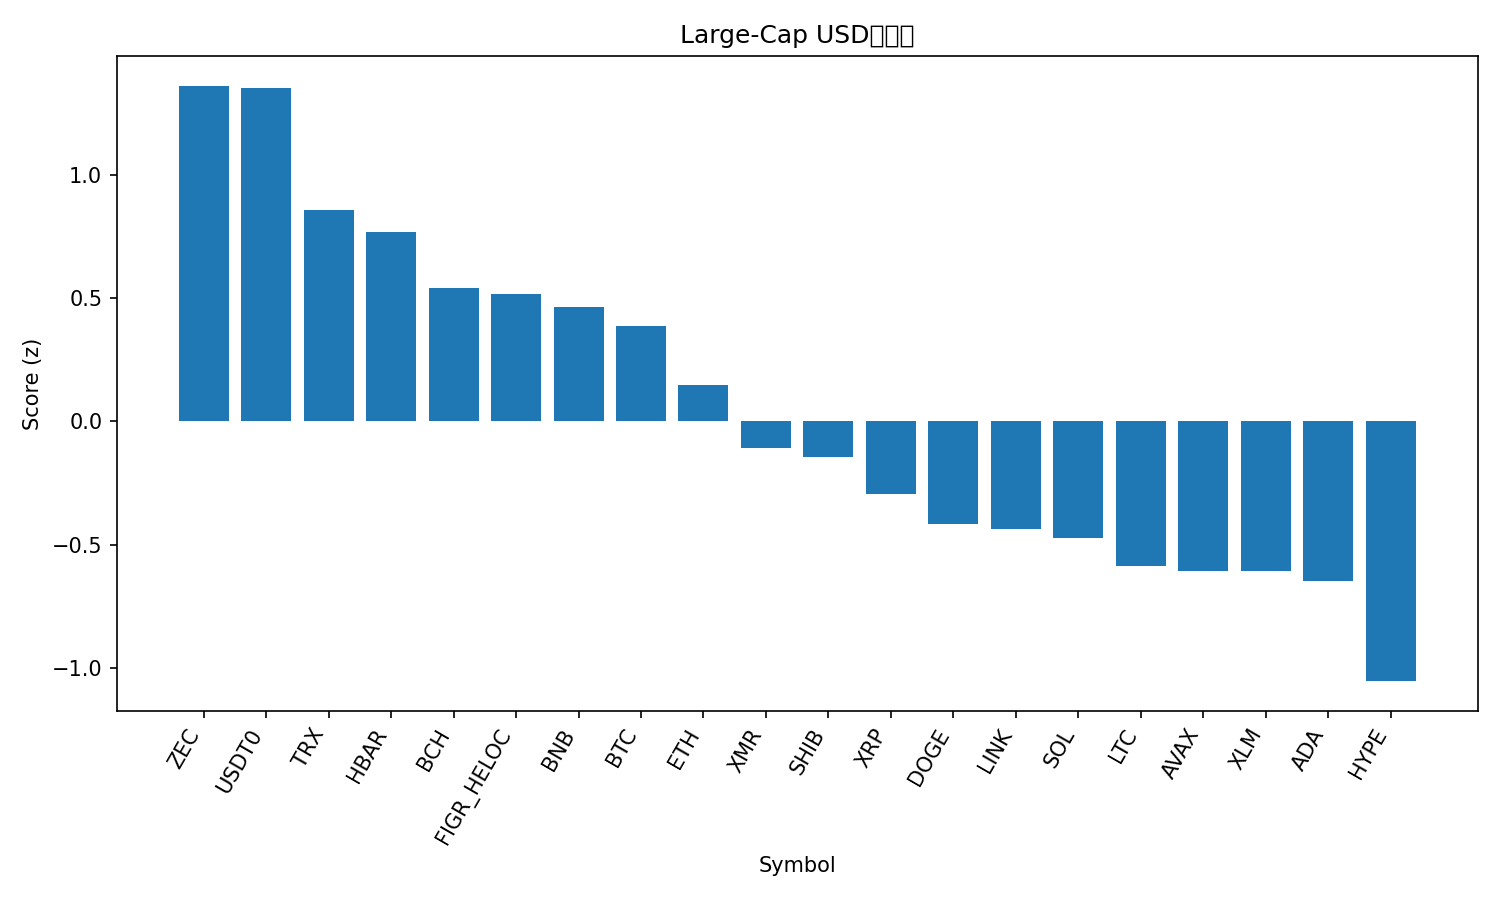 Large-Cap USD
Score (z)
1.0
0.5
0.0
−0.5
−1.0
ZEC
USDT0
TRX
HBAR
BCH
FIGR_HELOC
BNB
BTC
ETH
XMR
SHIB
XRP
DOGE
LINK
SOL
LTC
AVAX
XLM
ADA
HYPE
Symbol